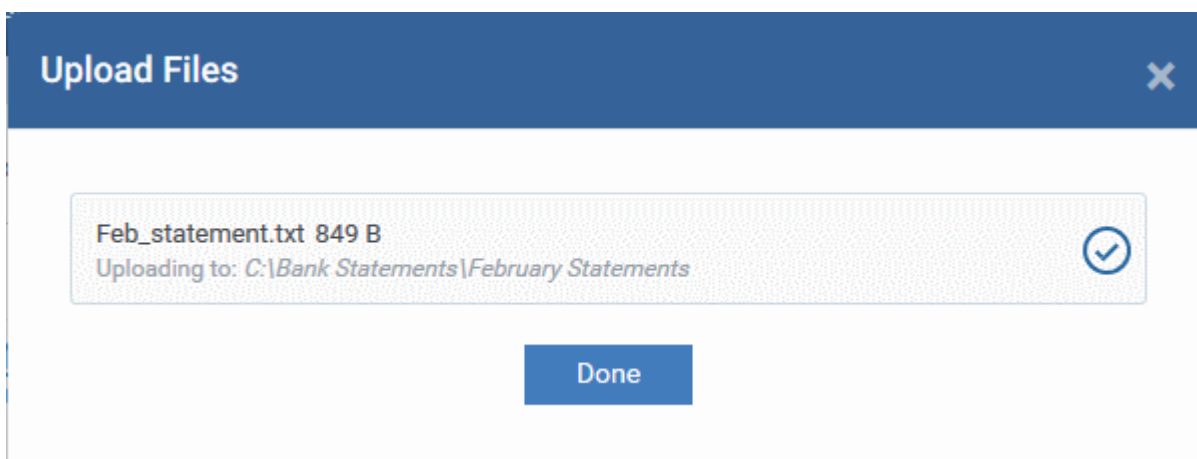 Upload Files
Feb_statement.txt 849 B
Uploading to: C:\Bank Statements\February Statements
Done